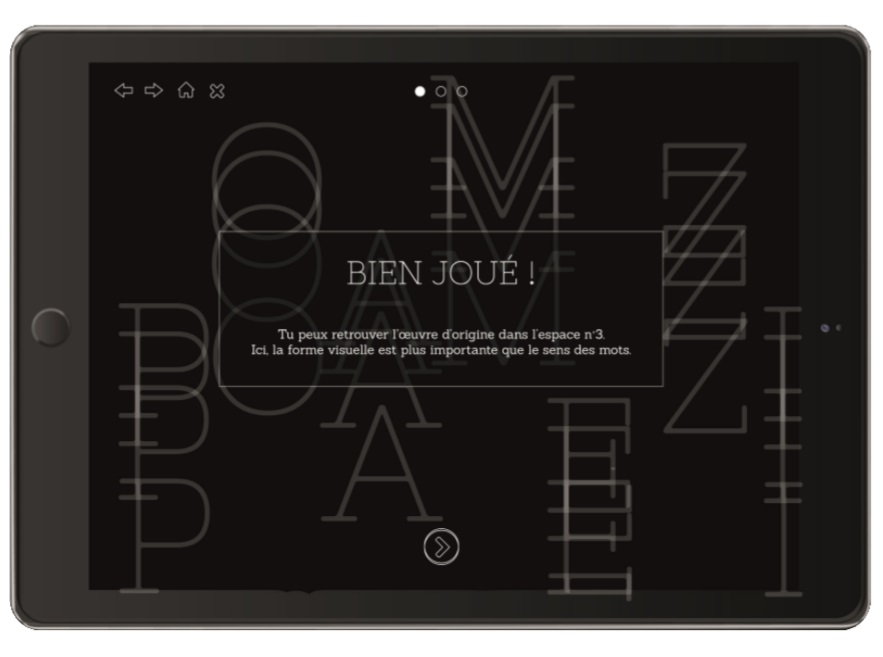 O M Z
BIEN JOUÉ !
Tu peux retrouver l'œuvre d'origine dans l'espace n°3.
Ici, la forme visuelle est plus importante que le sens des mots.
P A E I